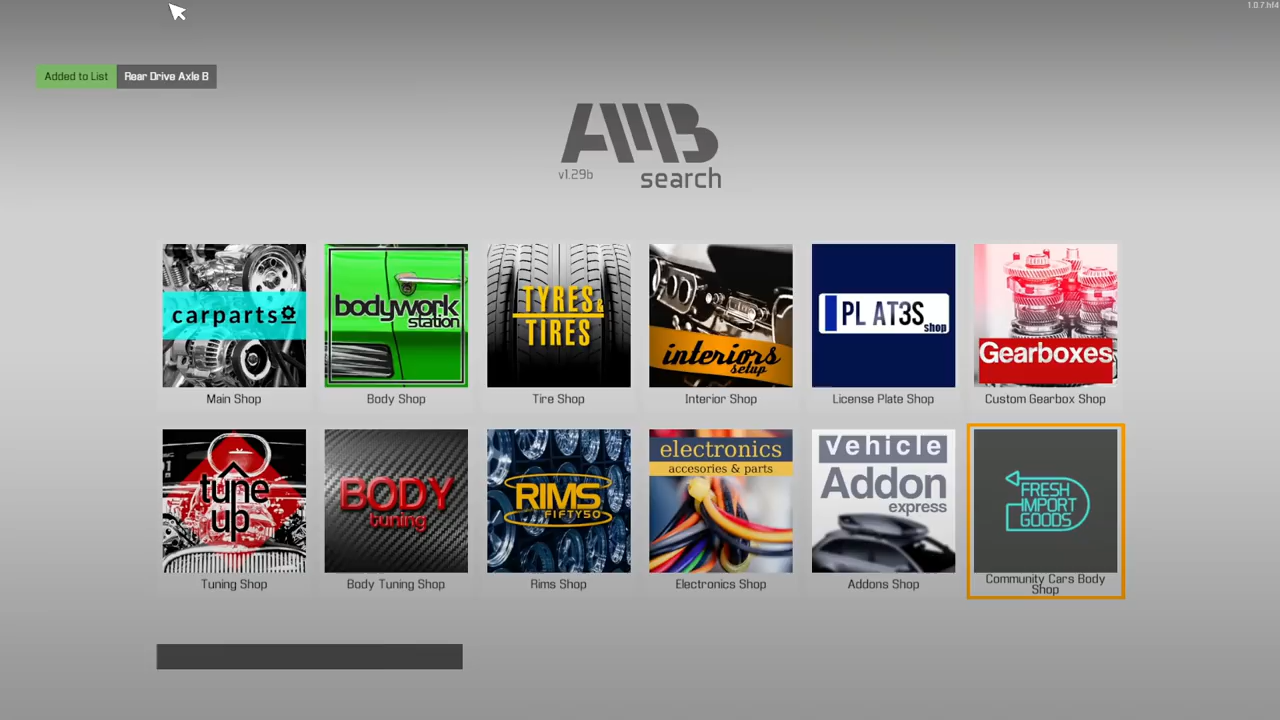 1.0.7.hf4
Added to List Rear Drive Axle B
AMB
v1.29b search
carparts
bodywork
station
TYRES&
TIRES
interiors
setup
PL AT3S
shop
Gearboxes
Main Shop
Body Shop
Tire Shop
Interior Shop
License Plate Shop
Custom Gearbox Shop
tune
up
BODY
tuning
RIMS
FIFTY50
electronics
accesories & parts
vehicle
Addon
express
FRESH
IMPORT
GOODS
Tuning Shop
Body Tuning Shop
Rims Shop
Electronics Shop
Addons Shop
Community Cars Body
Shop